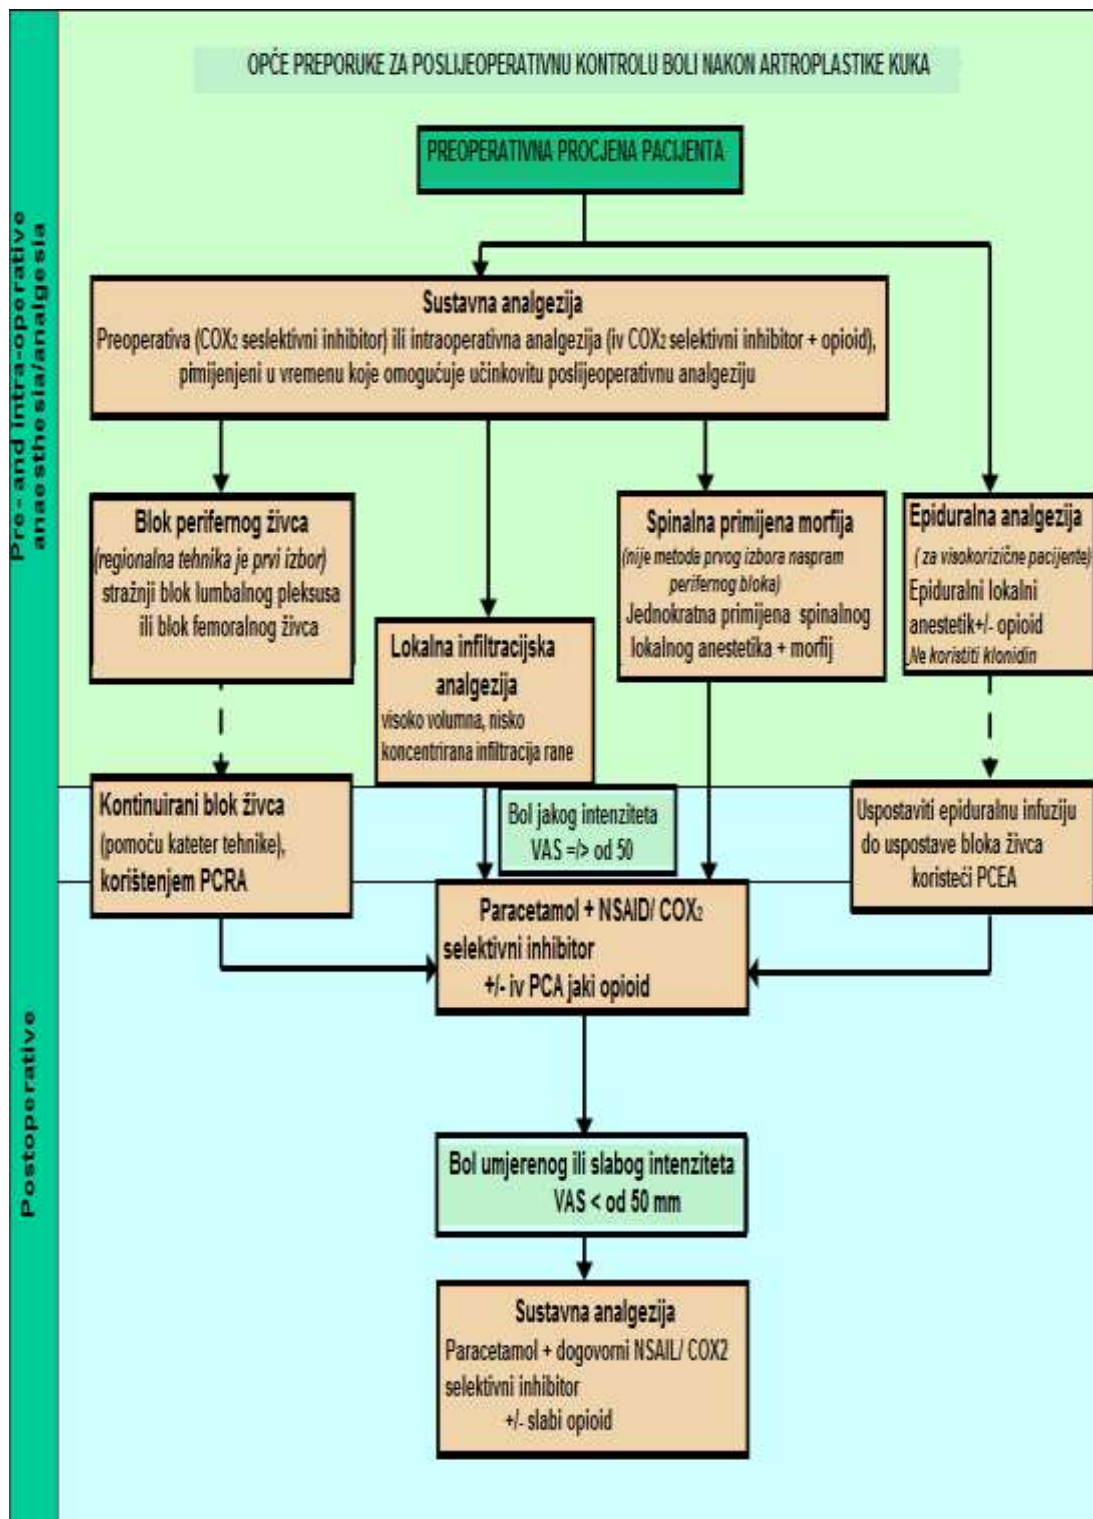 OPĆE PREPORUKE ZA POSLIJEOPERATIVNU KONTROLU BOLI NAKON ARTROPLASTIKE KUKA
PREOPERATIVNA PROCJENA PACIJENTA
Pre- and intra-operative
anaesthesia/analgesia
Sustavna analgezija
Preoperativa (COX2 seslektivni inhibitor) ili intraoperativna analgezija (iv COX2 selektivni inhibitor + opioid),
pimijenjeni u vremenu koje omogućuje učinkovitu poslijeoperativnu analgeziju
Blok perifernog živca
(regionalna tehnika je prvi izbor)
stražnji blok lumbalnog pleksusa
ili blok femoralnog živca
Lokalna infiltracijska
analgezija
visoko volumna, nisko
koncentrirana infiltracija rane
Spinalna primijena morfija
(nije metoda prvog izbora naspram
perifernog bloka)
Jednokratna primijena spinalnog
lokalnog anestetika + morfij
Epiduralna analgezija
( za visokorizične pacijente)
Epiduralni lokalni
anestetik+/- opioid
Ne koristiti klonidin
Kontinuirani blok živca
(pomoću kateter tehnike),
korištenjem PCRA
Bol jakog intenziteta
VAS =/> od 50
Uspostaviti epiduralnu infuziju
do uspostave bloka živca
koristeći PCEA
Postoperative
Paracetamol + NSAID/ COX2
selektivni inhibitor
+/- iv PCA jaki opioid
Bol umjerenog ili slabog intenziteta
VAS < od 50 mm
Sustavna analgezija
Paracetamol + dogovorni NSAIL/ COX2
selektivni inhibitor
+/- slabi opioid